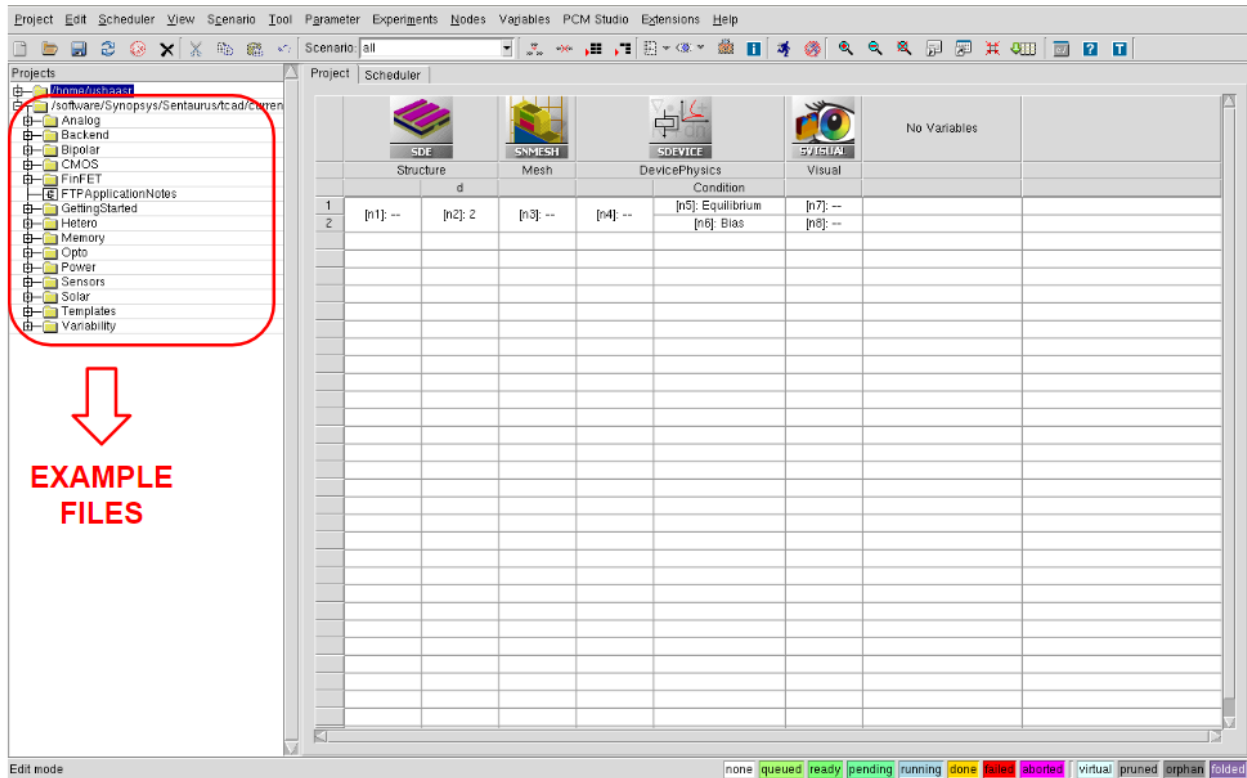 Project Edit Scheduler View Scenario Tool Parameter Experiments Nodes Variables PCM Studio Extensions Help
Scenario: all
Projects
Project Scheduler
/home/ushaasr
/software/Synopsys/Sentaurus/tcad/curren
Analog
Backend
Bipolar
CMOS
FinFET
FTPApplicationNotes
GettingStarted
Hetero
Memory
Opto
Power
Sensors
Solar
Templates
Variability
EXAMPLE
FILES
SDE SNMESH SDEVICE SVISUAL No Variables
Structure Mesh DevicePhysics Visual
d Condition
1 [n1]: -- [n2]: 2 [n3]: -- [n4]: -- [n5]: Equilibrium [n7]: --
2 [n6]: Bias [n8]: --
Edit mode none queued ready pending running done failed aborted virtual pruned orphan folded